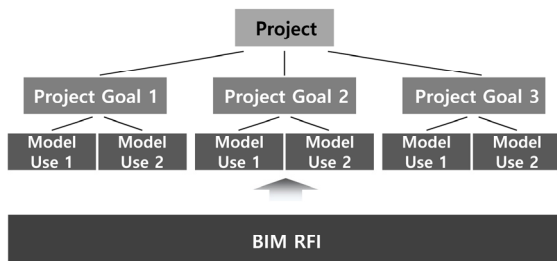 Project
Project Goal 1 Project Goal 2 Project Goal 3
Model Model Model Model Model Model
Use 1 Use 2 Use 1 Use 2 Use 1 Use 2
BIM RFI